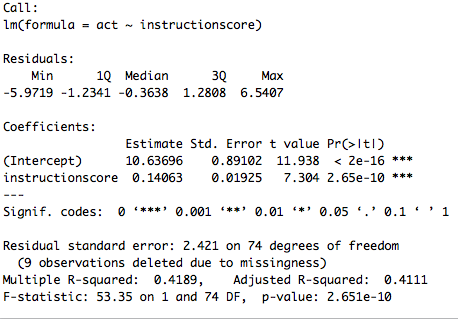 Call:
lm(formula = act ~ instructionscore)
Residuals:
Min 1Q Median 3Q Max
-5.9719 -1.2341 -0.3638 1.2808 6.5407
Coefficients:
Estimate Std. Error t value Pr(>|t|)
(Intercept) 10.63696 0.89102 11.938 < 2e-16 ***
instructionscore 0.14063 0.01925 7.304 2.65e-10 ***
---
Signif. codes: 0 ‘***’ 0.001 ‘**’ 0.01 ‘*’ 0.05 ‘.’ 0.1 ‘ ’ 1
Residual standard error: 2.421 on 74 degrees of freedom
(9 observations deleted due to missingness)
Multiple R-squared: 0.4189, Adjusted R-squared: 0.4111
F-statistic: 53.35 on 1 and 74 DF, p-value: 2.651e-10